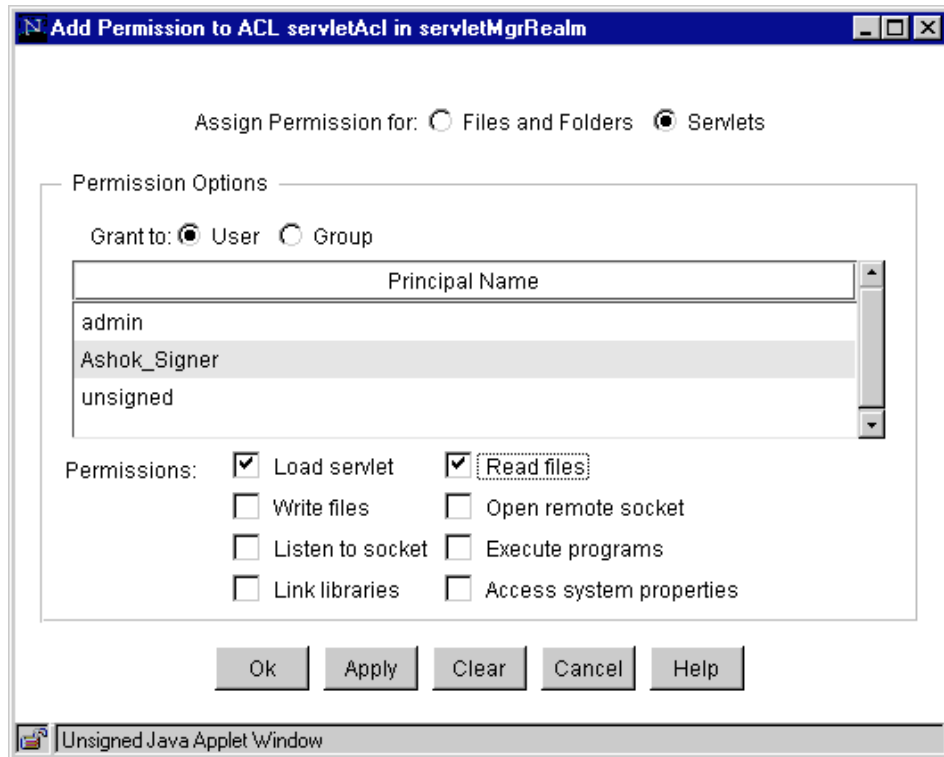 N Add Permission to ACL servletAcl in servletMgrRealm
Assign Permission for: Files and Folders Servlets
Permission Options
Grant to: User Group
Principal Name
admin
Ashok_Signer
unsigned
Permissions: Load servlet Read files
Write files Open remote socket
Listen to socket Execute programs
Link libraries Access system properties
Ok Apply Clear Cancel Help
Unsigned Java Applet Window